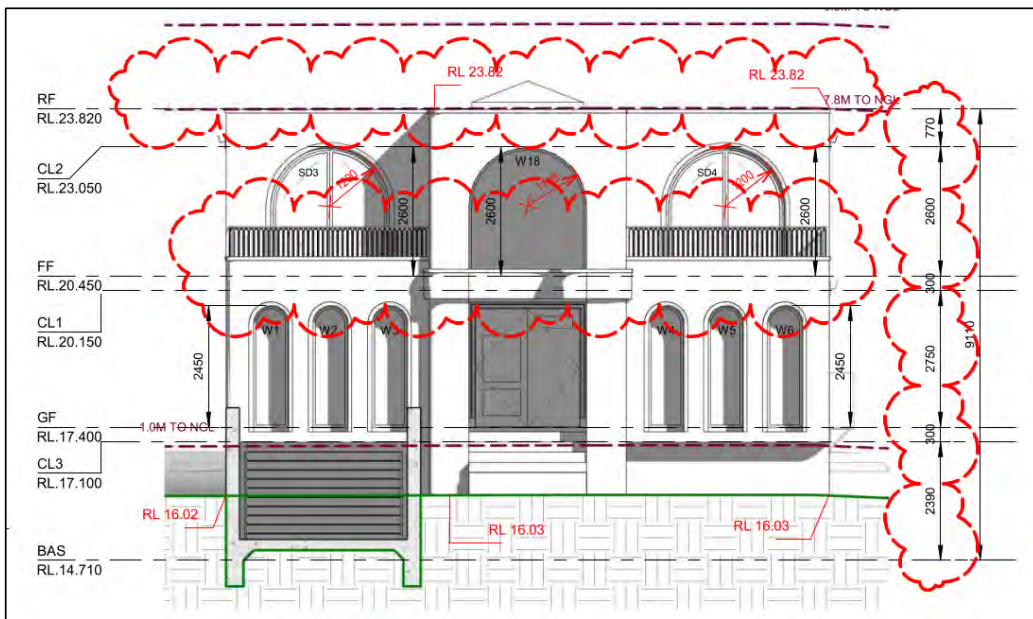 RL 23.82
RL 23.82
RF
RL.23.820
7.8M TO NGL
770
CL2
RL.23.050
W18
SD3
SD4
1200
1200
2600
2600
2600
2600
FF
RL.20.450
300
CL1
RL.20.150
W1
W2
W3
W4
W5
W6
2450
2450
2750
9110
GF
RL.17.400
1.0M TO NGL
300
CL3
RL.17.100
2390
RL 16.02
RL 16.03
RL 16.03
BAS
RL.14.710